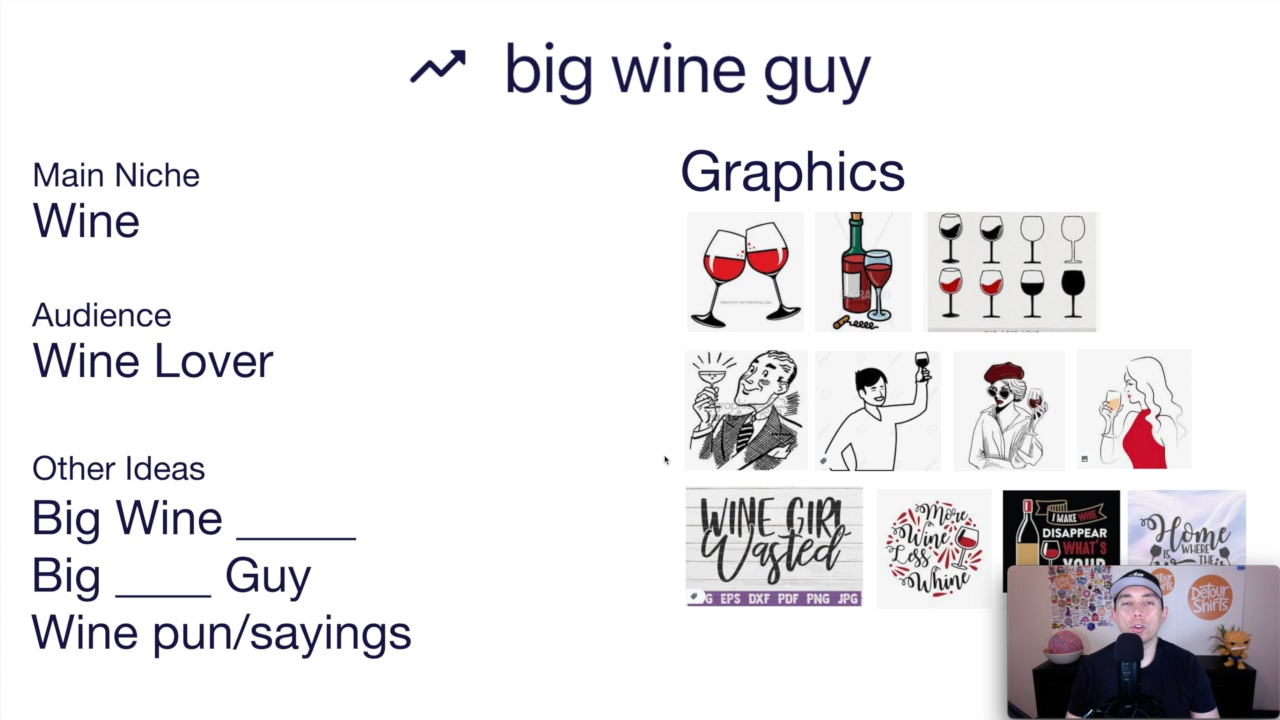 big wine guy
Main Niche
Wine
Audience
Wine Lover
Other Ideas
Big Wine ______
Big _____ Guy
Wine pun/sayings
Graphics
WINE GIRL
Wasted
G EPS DXF PDF PNG JPG
More
Wine
Less
Whine
I MAKE WINE
DISAPPEAR
WHAT'S
YOUR
Home
IS WHERE
THE
Detour
Shirts